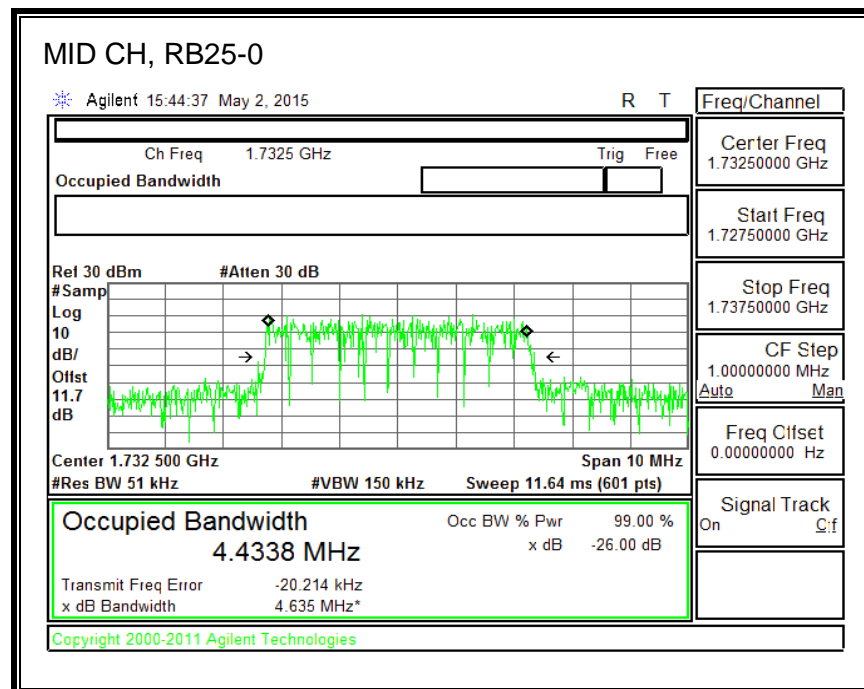 MID CH, RB25-0
Agilent 15:44:37 May 2, 2015 R T
Freq/Channel
Ch Freq 1.7325 GHz Trig Free
Occupied Bandwidth
Center Freq
1.73250000 GHz
Start Freq
1.72750000 GHz
Stop Freq
1.73750000 GHz
CF Step
1.00000000 MHz
Auto Man
Freq Offset
0.00000000 Hz
Signal Track
On Off
Ref 30 dBm #Atten 30 dB
#Samp
Log
10
dB/
Offst
11.7
dB
Center 1.732 500 GHz Span 10 MHz
#Res BW 51 kHz #VBW 150 kHz Sweep 11.64 ms (601 pts)
Occupied Bandwidth
4.4338 MHz
Occ BW % Pwr 99.00 %
x dB -26.00 dB
Transmit Freq Error -20.214 kHz
x dB Bandwidth 4.635 MHz*
Copyright 2000-2011 Agilent Technologies